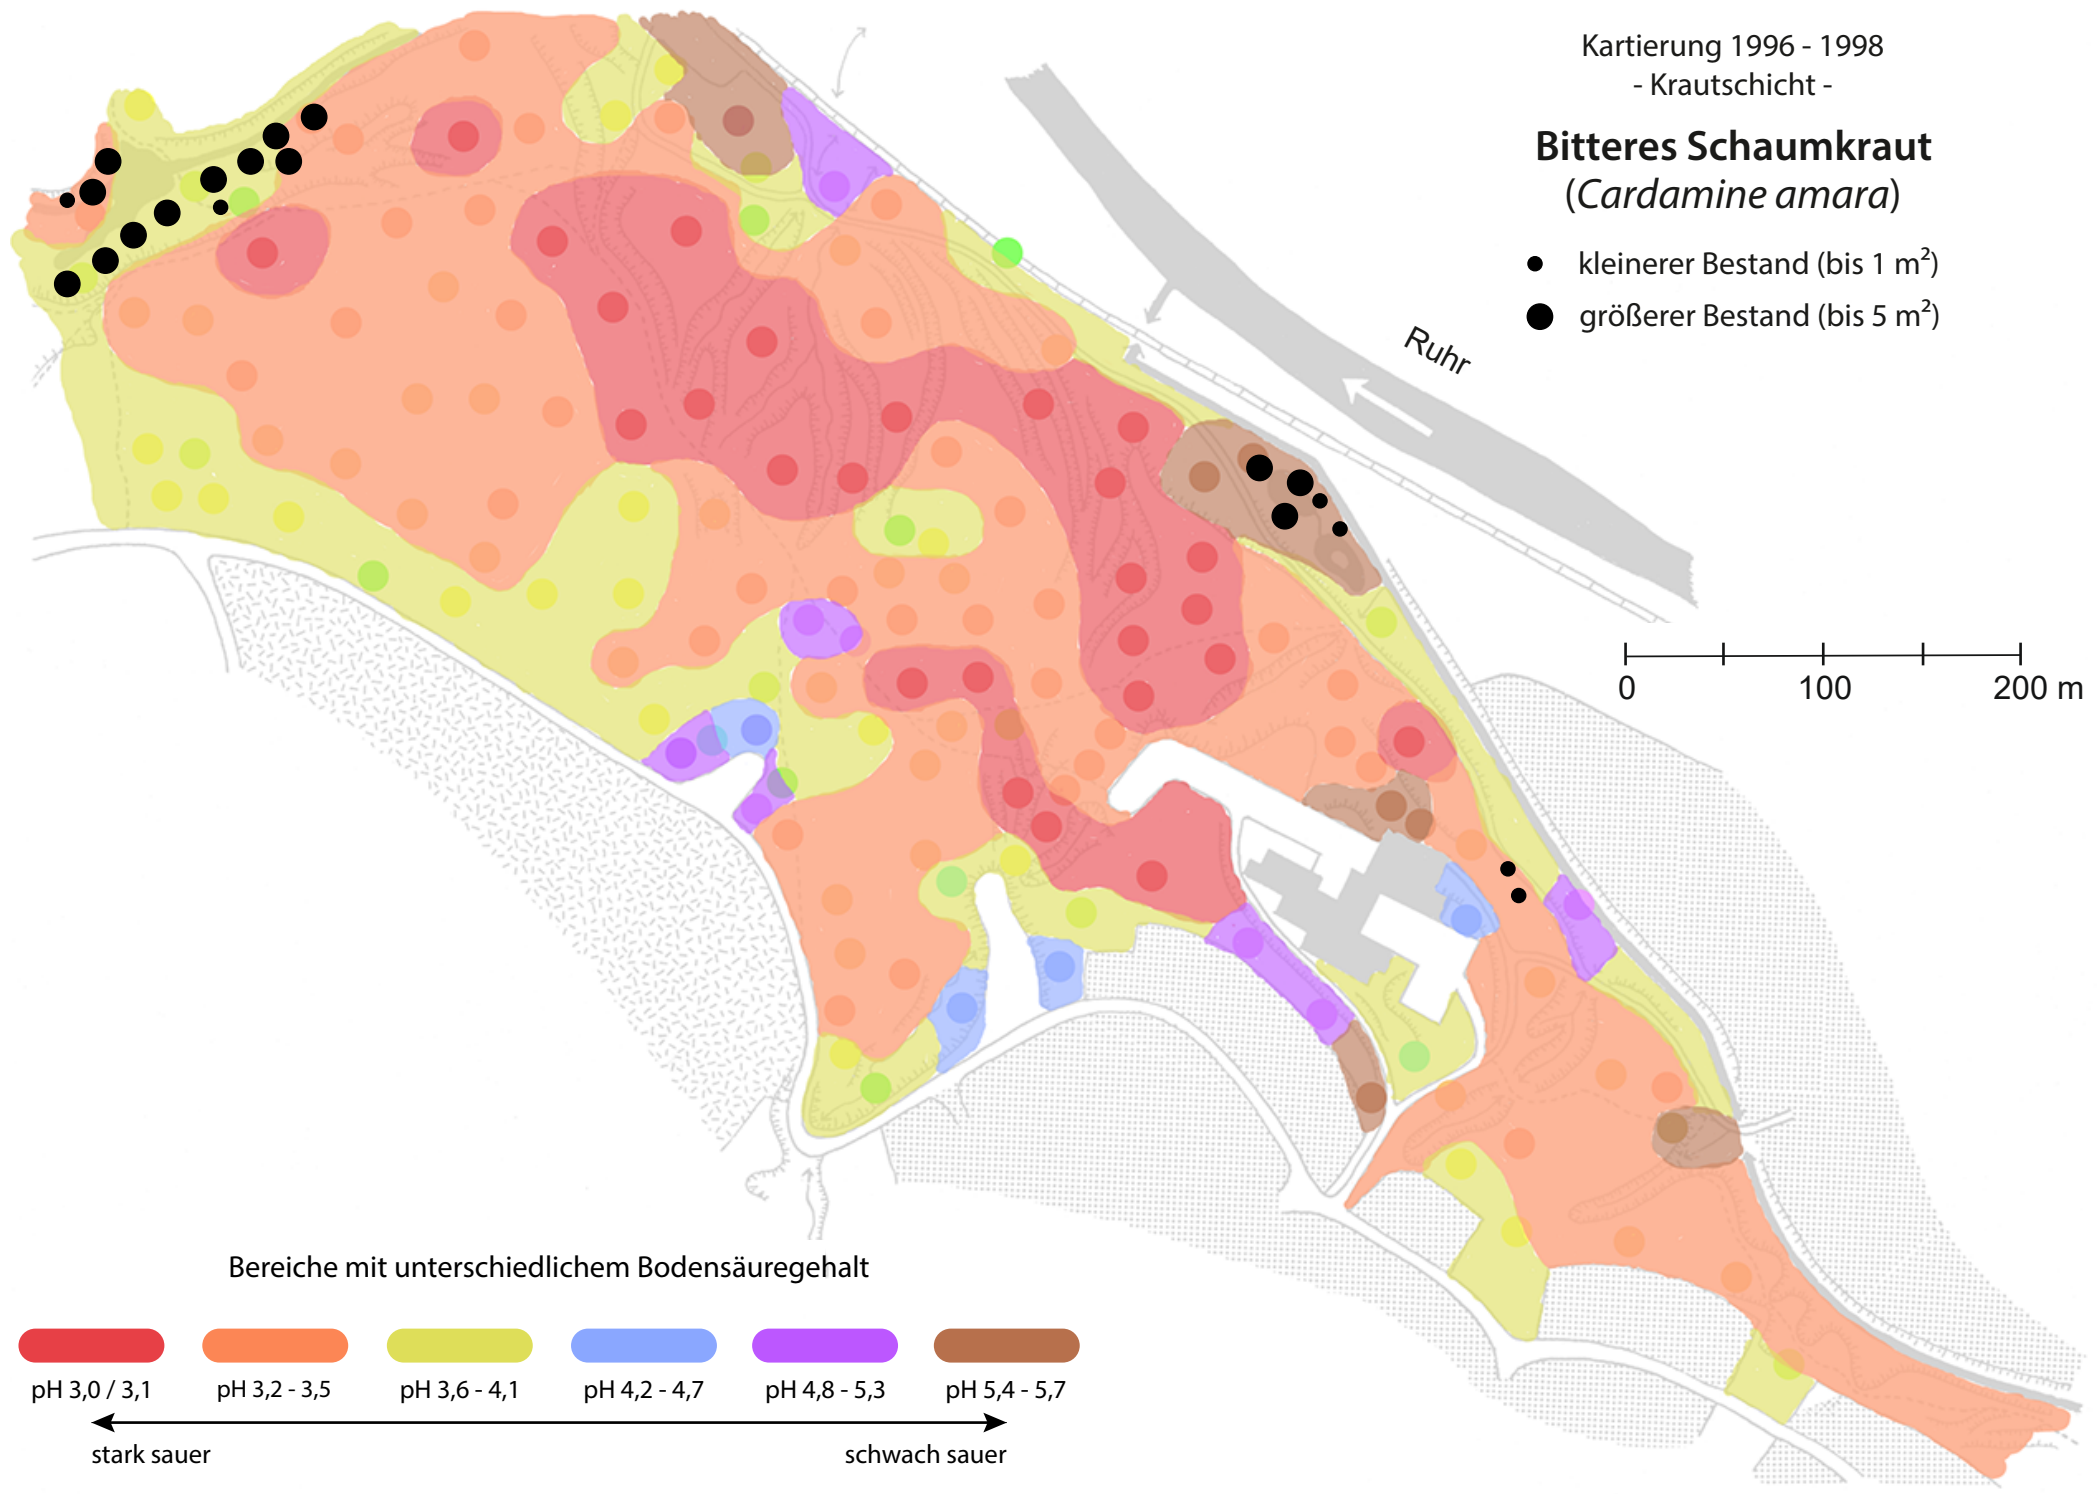 Kartierung 1996 - 1998
- Krautschicht -
Bitteres Schaumkraut
(Cardamine amara)
kleinerer Bestand (bis 1 m²)
größerer Bestand (bis 5 m²)
Ruhr
0 100 200 m
Bereiche mit unterschiedlichem Bodensäuregehalt
pH 3,0 / 3,1 pH 3,2 - 3,5 pH 3,6 - 4,1 pH 4,2 - 4,7 pH 4,8 - 5,3 pH 5,4 - 5,7
stark sauer schwach sauer